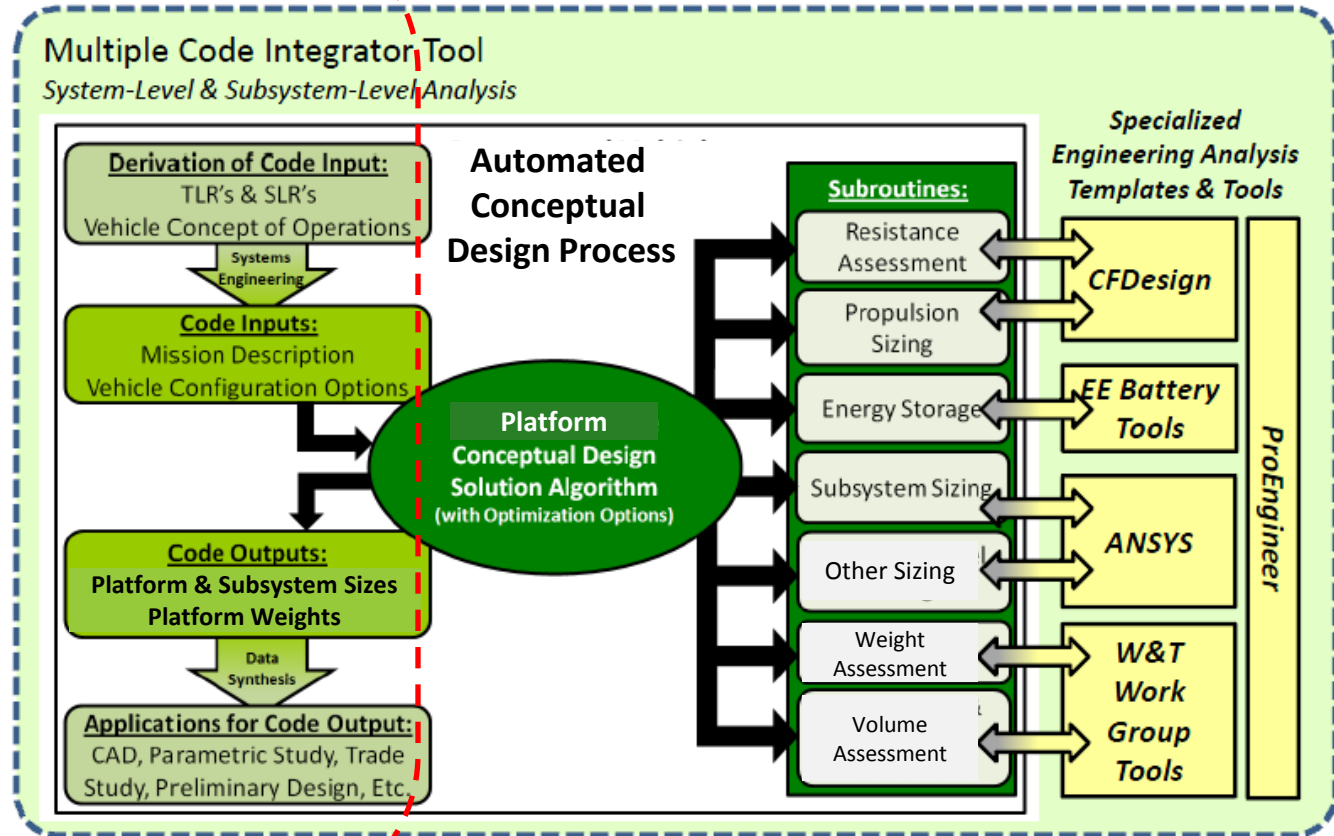 Multiple Code Integrator Tool
System-Level & Subsystem-Level Analysis
Derivation of Code Input:
TLR's & SLR's
Vehicle Concept of Operations
Systems
Engineering
Code Inputs:
Mission Description
Vehicle Configuration Options
Code Outputs:
Platform & Subsystem Sizes
Platform Weights
Data
Synthesis
Applications for Code Output:
CAD, Parametric Study, Trade
Study, Preliminary Design, Etc.
Automated
Conceptual
Design Process
Platform
Conceptual Design
Solution Algorithm
(with Optimization Options)
Subroutines:
Resistance
Assessment
Propulsion
Sizing
Energy Storage
Subsystem Sizing
Other Sizing
Weight
Assessment
Volume
Assessment
Specialized
Engineering Analysis
Templates & Tools
CFDesign
EE Battery
Tools
ANSYS
W&T
Work
Group
Tools
ProEngineer